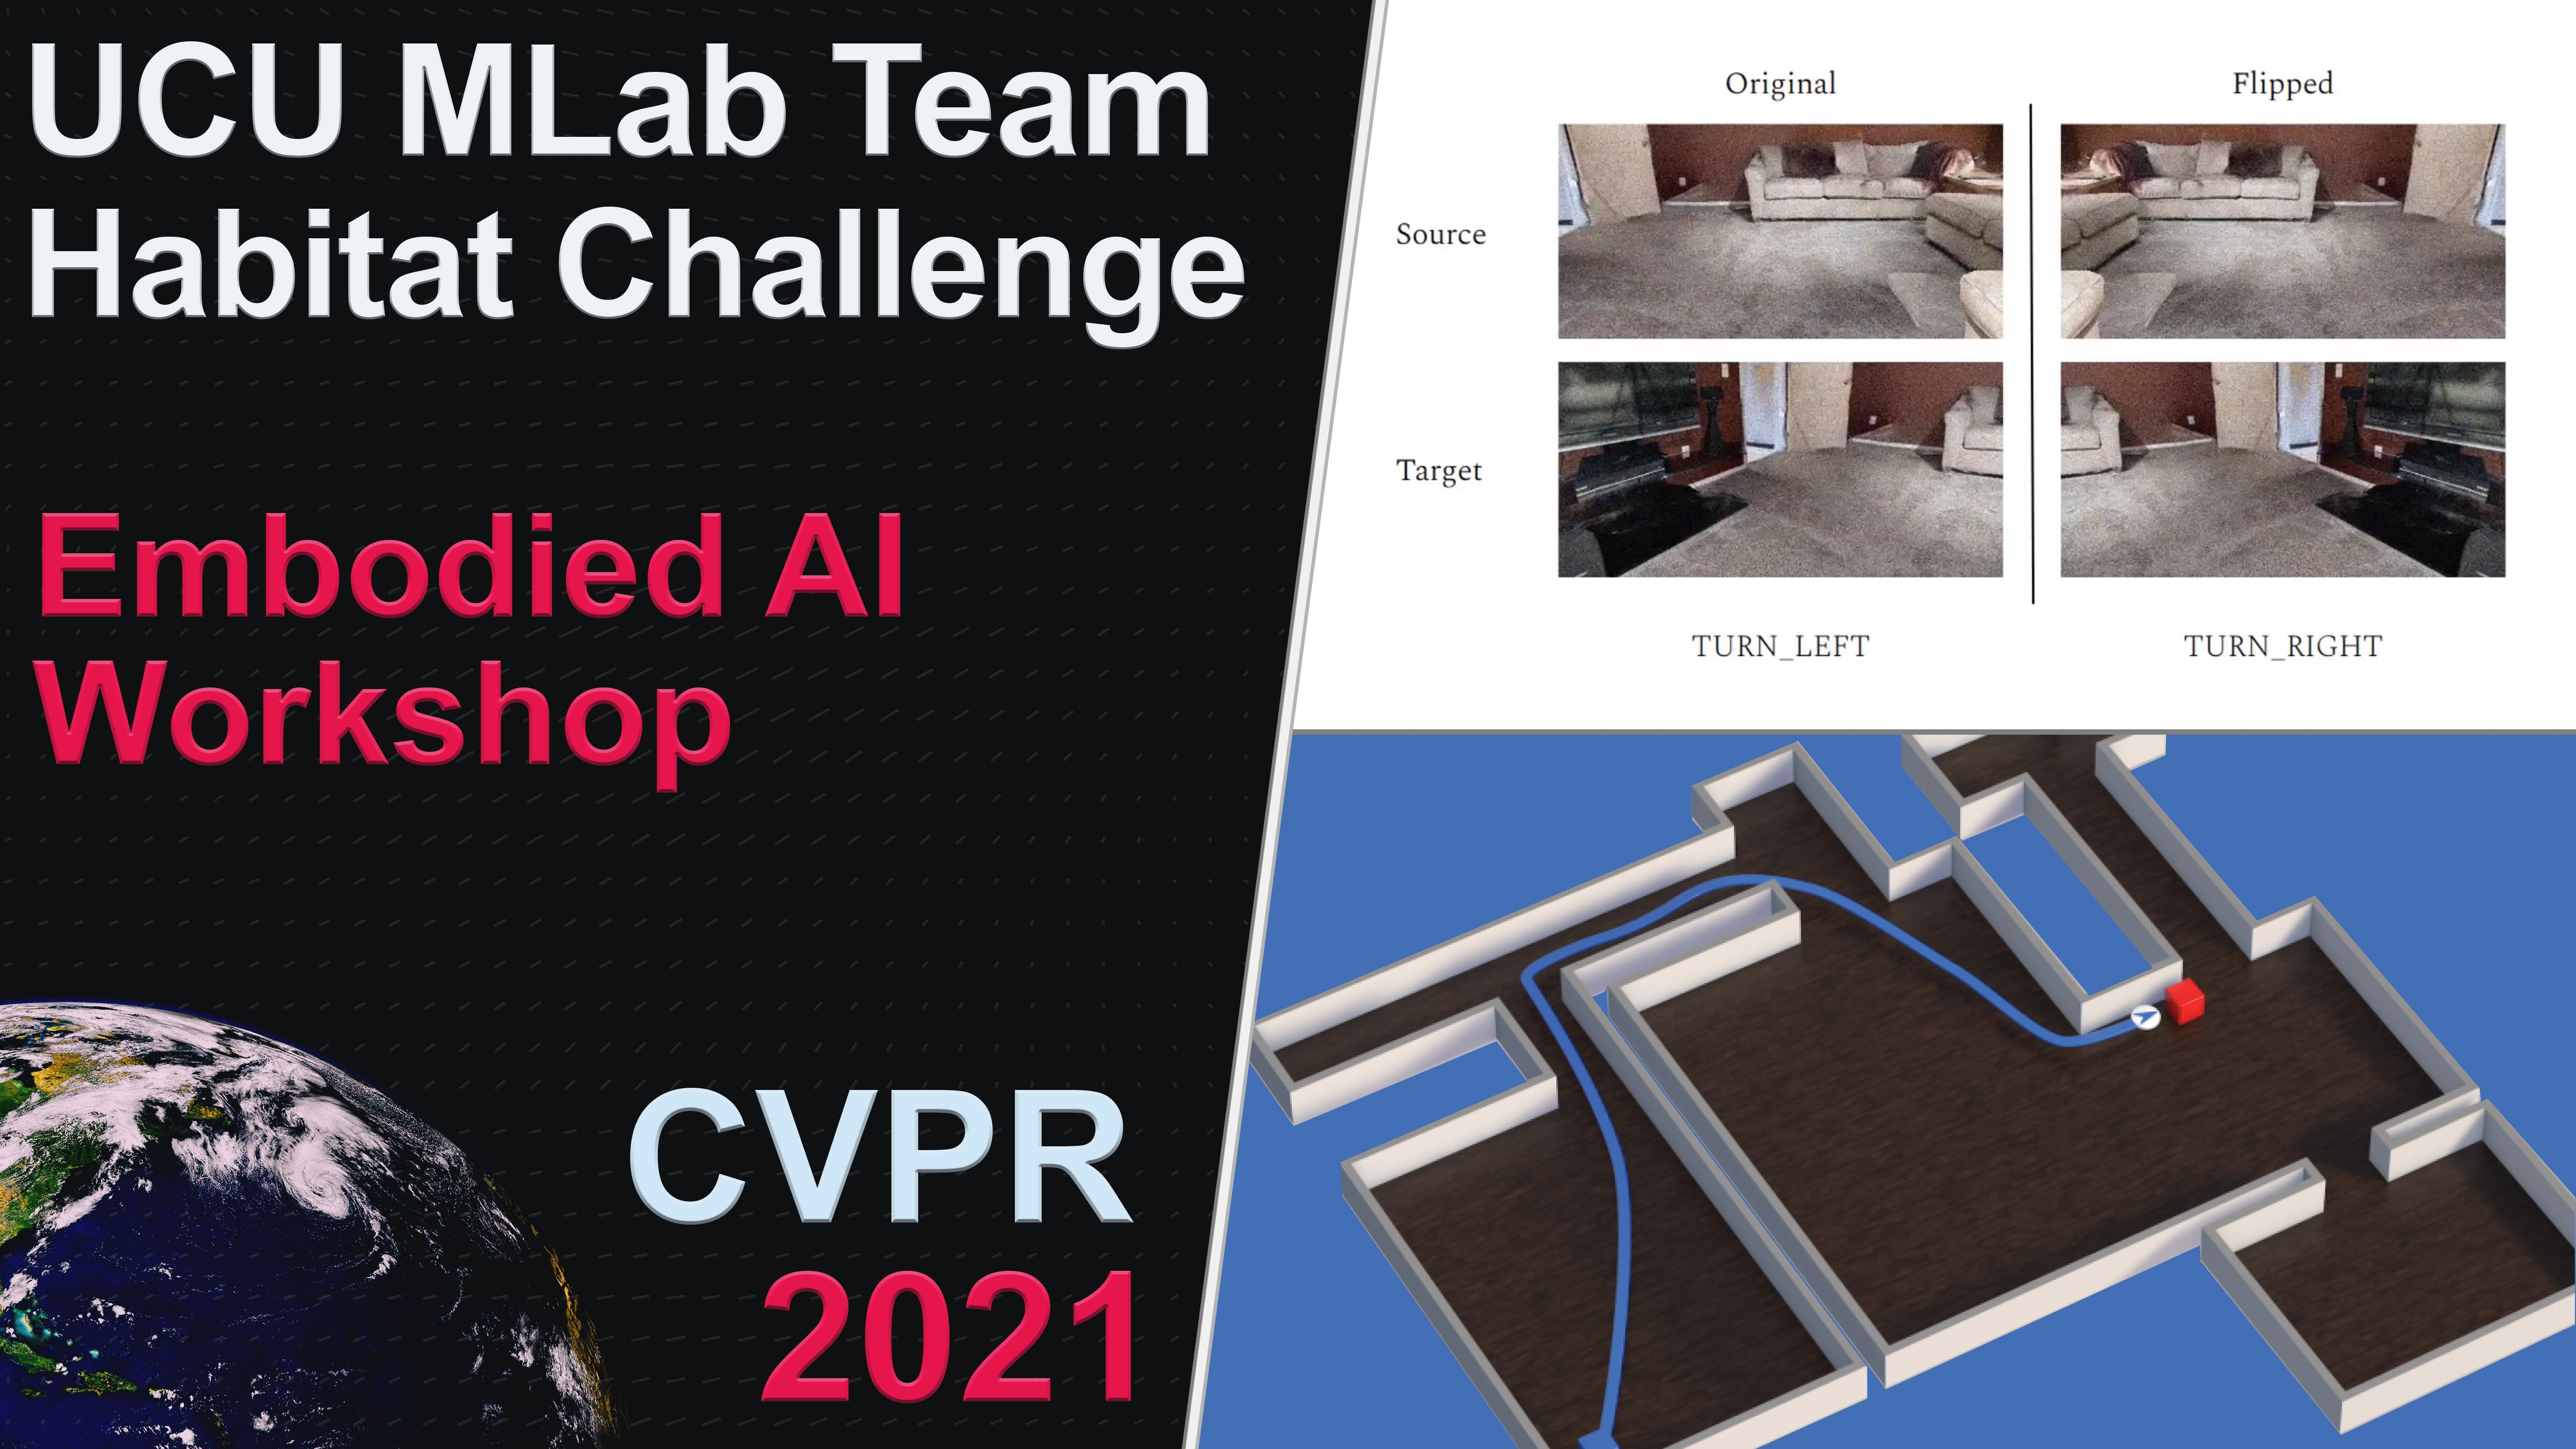 UCU MLab Team
Habitat Challenge
Embodied AI
Workshop
CVPR
2021
Original
Flipped
Source
Target
TURN_LEFT
TURN_RIGHT